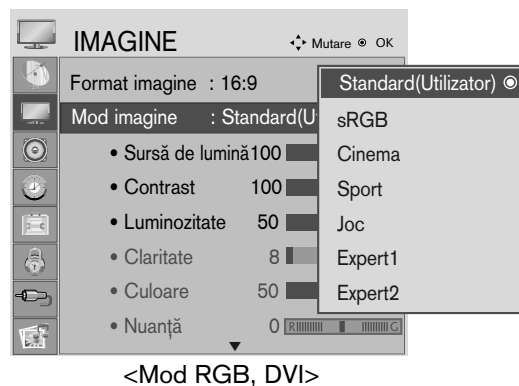 IMAGINE
Mutare OK
Format imagine : 16:9
Mod imagine : Standard(U
• Sursă de lumină 100
• Contrast 100
• Luminozitate 50
• Claritate 8
• Culoare 50
• Nuanță 0 R G
Standard(Utilizator)
sRGB
Cinema
Sport
Joc
Expert1
Expert2
<Mod RGB, DVI>